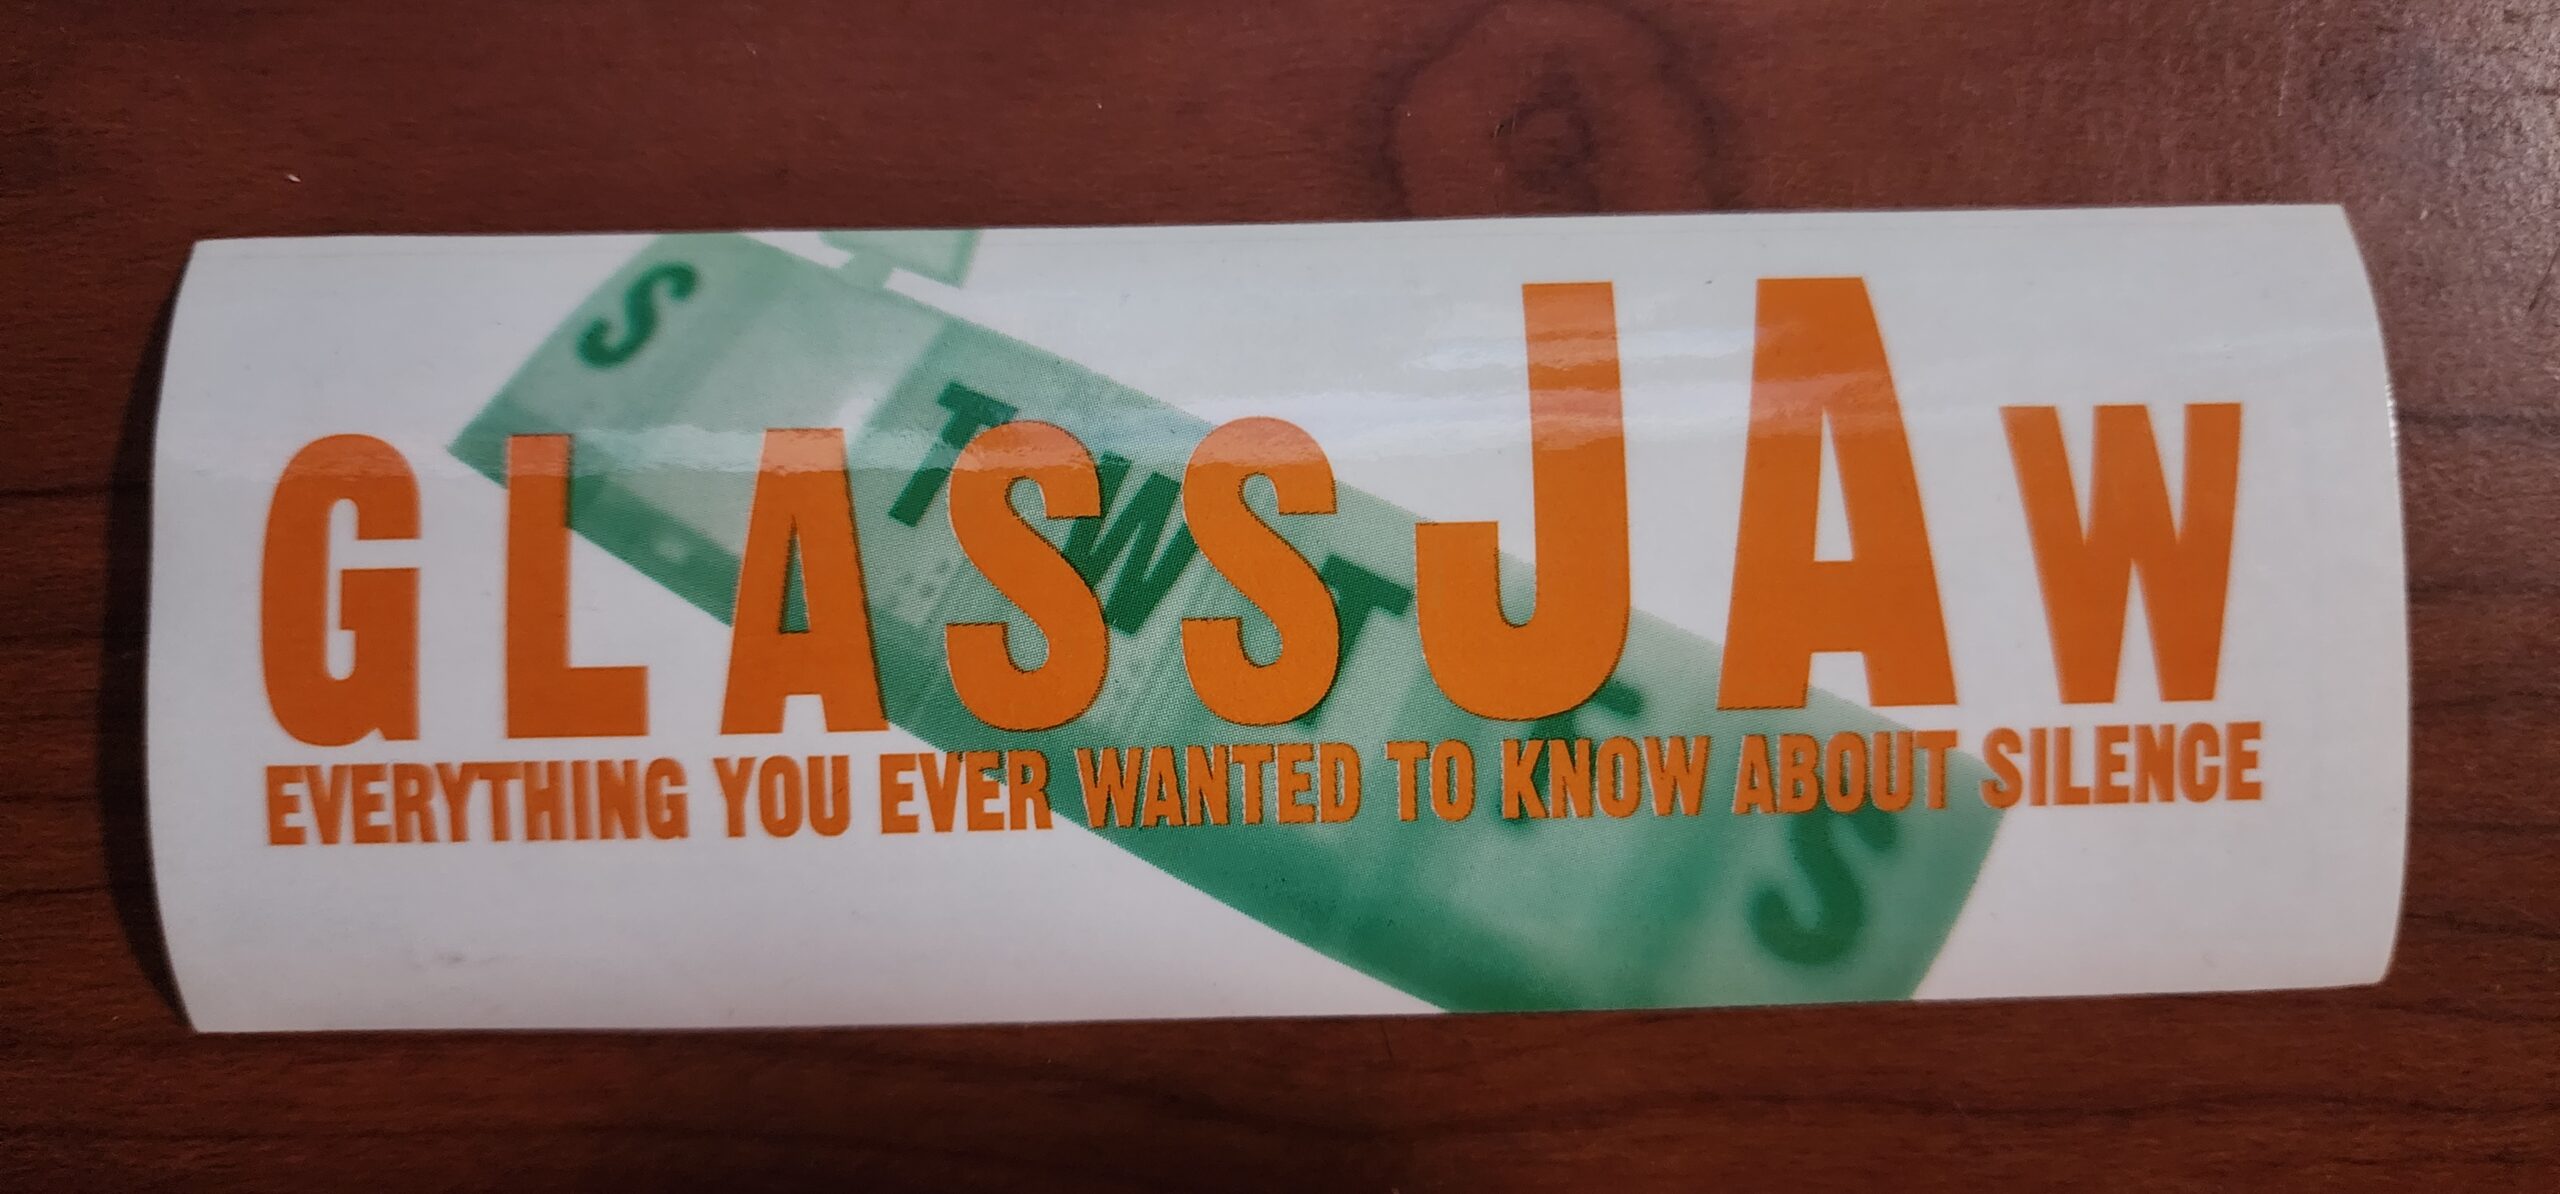 GLASSJAW
EVERYTHING YOU EVER WANTED TO KNOW ABOUT SILENCE
S T W T F S